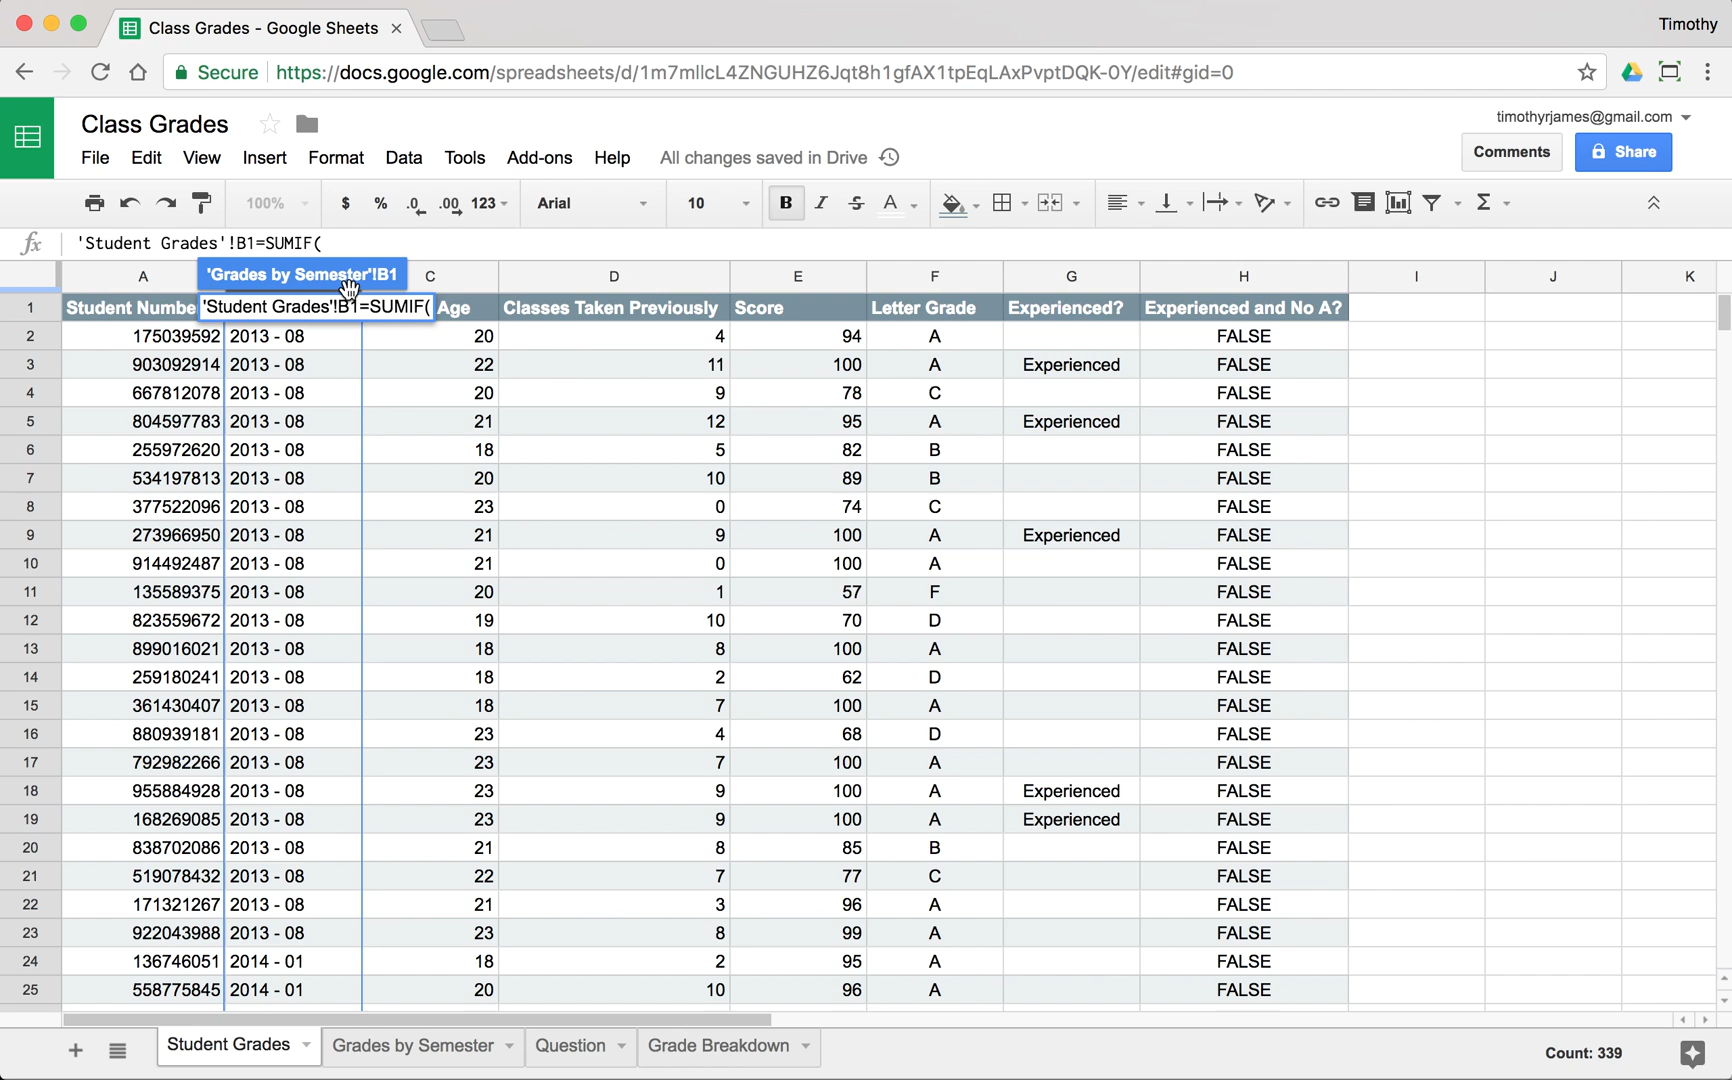 Class Grades - Google Sheets
Timothy
Secure https://docs.google.com/spreadsheets/d/1m7mllcL4ZNGUHZ6Jqt8h1gfAX1tpEqLAxPvptDQK-0Y/edit#gid=0
Class Grades
timothyrjames@gmail.com
File Edit View Insert Format Data Tools Add-ons Help All changes saved in Drive
Comments Share
100% $ % .0 .00 123 Arial 10 B I S A Σ
fx 'Student Grades'!B1=SUMIF(
'Grades by Semester'!B1
A C D E F G H I J K
1 Student Numbe 'Student Grades'!B1=SUMIF( Age Classes Taken Previously Score Letter Grade Experienced? Experienced and No A?
2 175039592 2013 - 08 20 4 94 A FALSE
3 903092914 2013 - 08 22 11 100 A Experienced FALSE
4 667812078 2013 - 08 20 9 78 C FALSE
5 804597783 2013 - 08 21 12 95 A Experienced FALSE
6 255972620 2013 - 08 18 5 82 B FALSE
7 534197813 2013 - 08 20 10 89 B FALSE
8 377522096 2013 - 08 23 0 74 C FALSE
9 273966950 2013 - 08 21 9 100 A Experienced FALSE
10 914492487 2013 - 08 21 0 100 A FALSE
11 135589375 2013 - 08 20 1 57 F FALSE
12 823559672 2013 - 08 19 10 70 D FALSE
13 899016021 2013 - 08 18 8 100 A FALSE
14 259180241 2013 - 08 18 2 62 D FALSE
15 361430407 2013 - 08 18 7 100 A FALSE
16 880939181 2013 - 08 23 4 68 D FALSE
17 792982266 2013 - 08 23 7 100 A FALSE
18 955884928 2013 - 08 23 9 100 A Experienced FALSE
19 168269085 2013 - 08 23 9 100 A Experienced FALSE
20 838702086 2013 - 08 21 8 85 B FALSE
21 519078432 2013 - 08 22 7 77 C FALSE
22 171321267 2013 - 08 21 3 96 A FALSE
23 922043988 2013 - 08 23 8 99 A FALSE
24 136746051 2014 - 01 18 2 95 A FALSE
25 558775845 2014 - 01 20 10 96 A FALSE
Student Grades Grades by Semester Question Grade Breakdown Count: 339